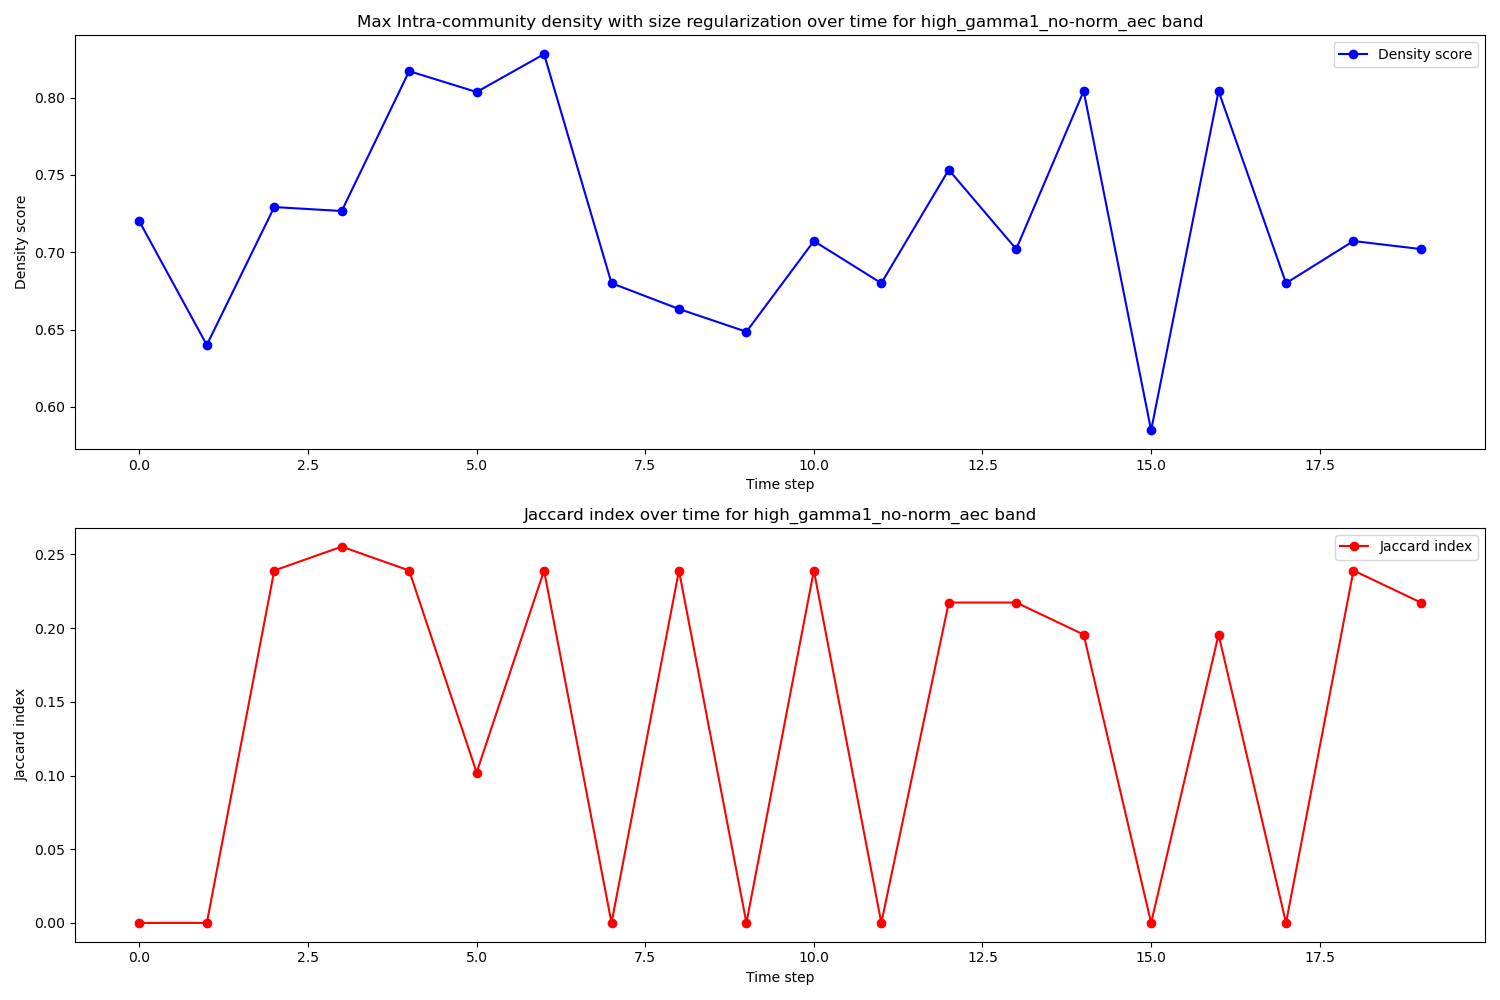 Max Intra-community density with size regularization over time for high_gamma1_no-norm_aec band
Density score
0.80
0.75
0.70
0.65
0.60
Density score
0.0 2.5 5.0 7.5 10.0 12.5 15.0 17.5
Time step
Jaccard index over time for high_gamma1_no-norm_aec band
Jaccard index
0.25
0.20
0.15
0.10
0.05
0.00
Jaccard index
0.0 2.5 5.0 7.5 10.0 12.5 15.0 17.5
Time step